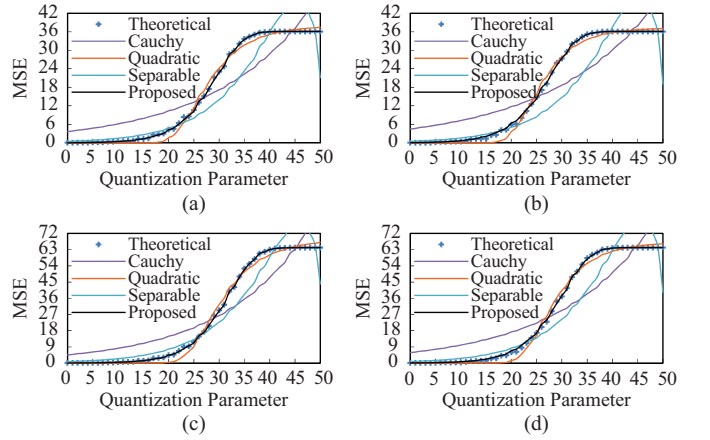 42
36
30
24
18
12
6
0
MSE
Theoretical
Cauchy
Quadratic
Separable
Proposed
0 5 10 15 20 25 30 35 40 45 50
Quantization Parameter
(a)
42
36
30
24
18
12
6
0
MSE
Theoretical
Cauchy
Quadratic
Separable
Proposed
0 5 10 15 20 25 30 35 40 45 50
Quantization Parameter
(b)
72
63
54
45
36
27
18
9
0
MSE
Theoretical
Cauchy
Quadratic
Separable
Proposed
0 5 10 15 20 25 30 35 40 45 50
Quantization Parameter
(c)
72
63
54
45
36
27
18
9
0
MSE
Theoretical
Cauchy
Quadratic
Separable
Proposed
0 5 10 15 20 25 30 35 40 45 50
Quantization Parameter
(d)